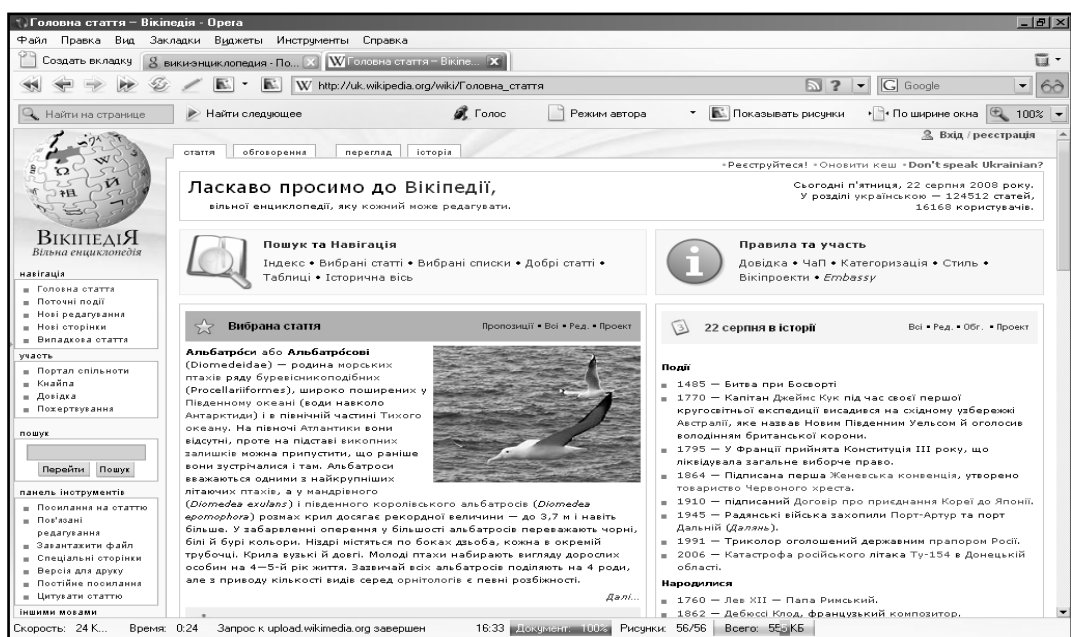 Головна стаття — Вікіпедія - Opera
Файл Правка Вид Закладки Виджеты Инструменты Справка
Создать вкладку вики-энциклопедия - По... Головна стаття — Вікіпе...
http://uk.wikipedia.org/wiki/Головна_стаття Google
Найти на странице Найти следующее Голос Режим автора Показывать рисунки По ширине окна 100%
Вхід / реєстрація
стаття обговорення перегляд історія
Реєструйтеся! Оновити кеш Don't speak Ukrainian?
Ласкаво просимо до Вікіпедії,
вільної енциклопедії, яку кожний може редагувати.
Сьогодні п'ятниця, 22 серпня 2008 року.
У розділі українською — 124512 статей,
16168 користувачів.
ВІКІПЕДІЯ
Вільна енциклопедія
навігація
Головна стаття
Поточні події
Нові редагування
Нові сторінки
Випадкова стаття
участь
Портал спільноти
Кнайпа
Довідка
Пожертвування
пошук
Перейти Пошук
панель інструментів
Посилання на статтю
Пов'язані
редагування
Завантажити файл
Спеціальні сторінки
Версія для друку
Постійне посилання
Цитувати статтю
іншими мовами
Пошук та Навігація
Індекс • Вибрані статті • Вибрані списки • Добрі статті •
Таблиці • Історична вісь
Правила та участь
Довідка • ЧаП • Категоризація • Стиль •
Вікіпроекти • Embassy
Вибрана стаття Пропозиції • Всі • Ред. • Проект
Альбатро́си або Альбатро́сові
(Diomedeidae) — родина морських
птахів ряду буревісникоподібних
(Procellariiformes), широко поширених у
Південному океані (води навколо
Антарктиди) і в північній частині Тихого
океану. На півночі Атлантики вони
відсутні, проте на підставі викопних
залишків можна припустити, що раніше
вони зустрічалися і там. Альбатроси
вважаються одними з найкрупніших
літаючих птахів, а у мандрівного
(Diomedea exulans) і південного королівського альбатросів (Diomedea
epomophora) розмах крил досягає рекордної величини — до 3,7 м і навіть
більше. У забарвленні оперення у більшості альбатросів переважають чорні,
білі й бурі кольори. Ніздрі містяться по боках дзьоба, кожна в окремій
трубочці. Крила вузькі й довгі. Молоді птахи набирають вигляду дорослих
особин на 4—5-й рік життя. Зазвичай всіх альбатросів поділяють на 4 роди,
але з приводу кількості видів серед орнітологів є певні розбіжності.
Далі...
22 серпня в історії Всі • Ред. • Обг. • Проект
Події
1485 — Битва при Босворті
1770 — Капітан Джеймс Кук під час своєї першої
кругосвітньої експедиції висадився на східному узбережжі
Австралії, яке назвав Новим Південним Уельсом й оголосив
володінням британської корони.
1795 — У Франції прийнята Конституція III року, що
ліквідувала загальне виборче право.
1864 — Підписана перша Женевська конвенція, утворено
товариство Червоного хреста.
1910 — підписаний Договір про приєднання Кореї до Японії.
1945 — Радянські війська захопили Порт-Артур та порт
Дальній (Далянь).
1991 — Триколор оголошений державним прапором Росії.
2006 — Катастрофа російського літака Ту-154 в Донецькій
області.
Народилися
1760 — Лев XII — Папа Римський.
1862 — Дебюссі Клод, французький композитор.
Скорость: 24 К... Время: 0:24 Запрос к upload.wikimedia.org завершен 16:33 Документ: 100% Рисунки: 56/56 Всего: КБ